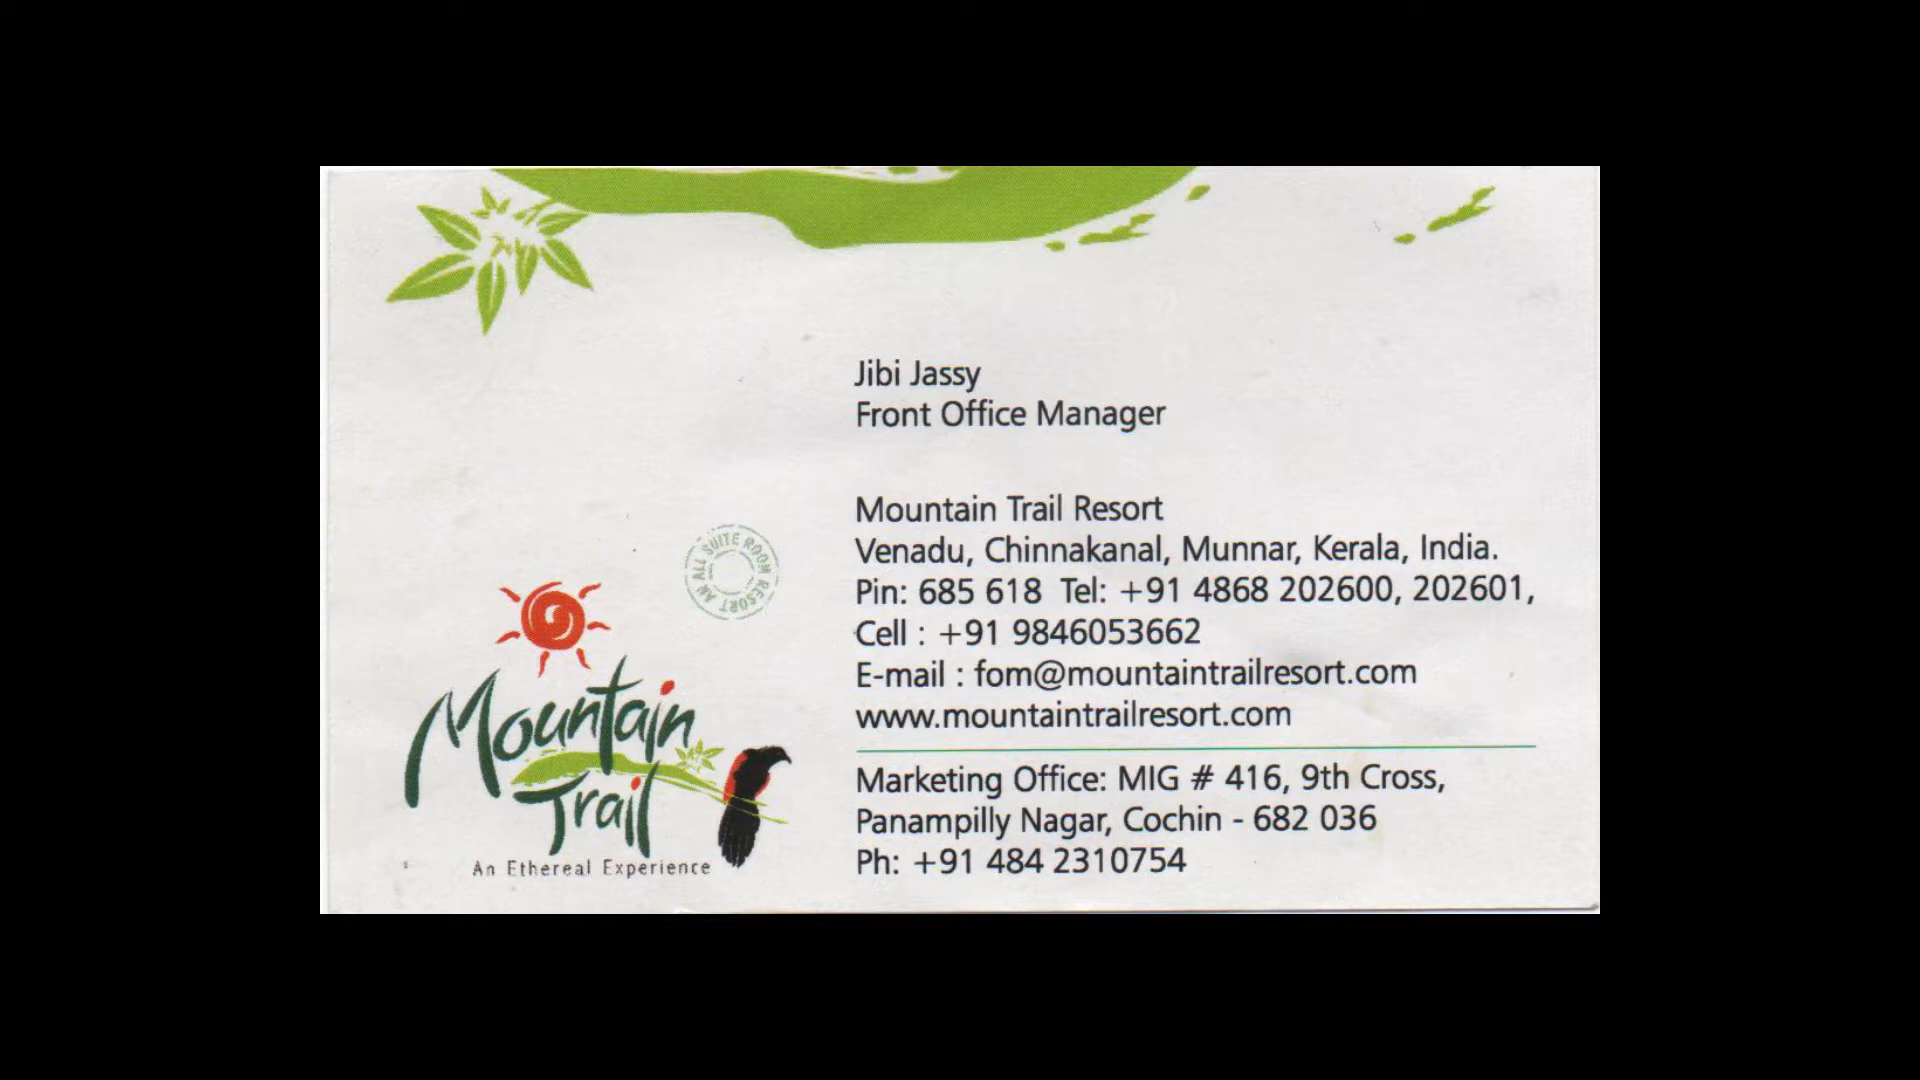 Jibi Jassy
Front Office Manager
Mountain Trail Resort
Venadu, Chinnakanal, Munnar, Kerala, India.
Pin: 685 618 Tel: +91 4868 202600, 202601,
Cell : +91 9846053662
E-mail : fom@mountaintrailresort.com
www.mountaintrailresort.com
Marketing Office: MIG # 416, 9th Cross,
Panampilly Nagar, Cochin - 682 036
Ph: +91 484 2310754
AN ALL SUITE ROOM RESORT
Mountain
Trail
An Ethereal Experience